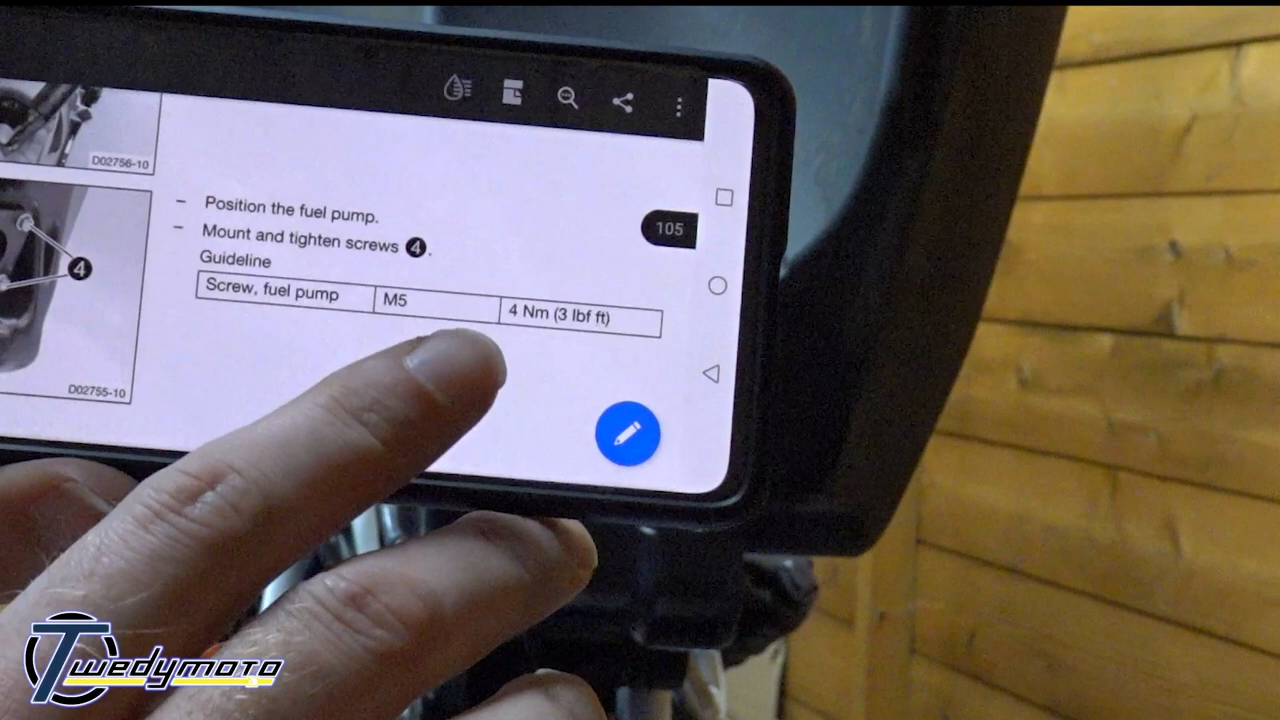 D02756-10
– Position the fuel pump.
– Mount and tighten screws 4.
Guideline
Screw, fuel pump M5 4 Nm (3 lbf ft)
105
4
D02755-10
Twedymoto